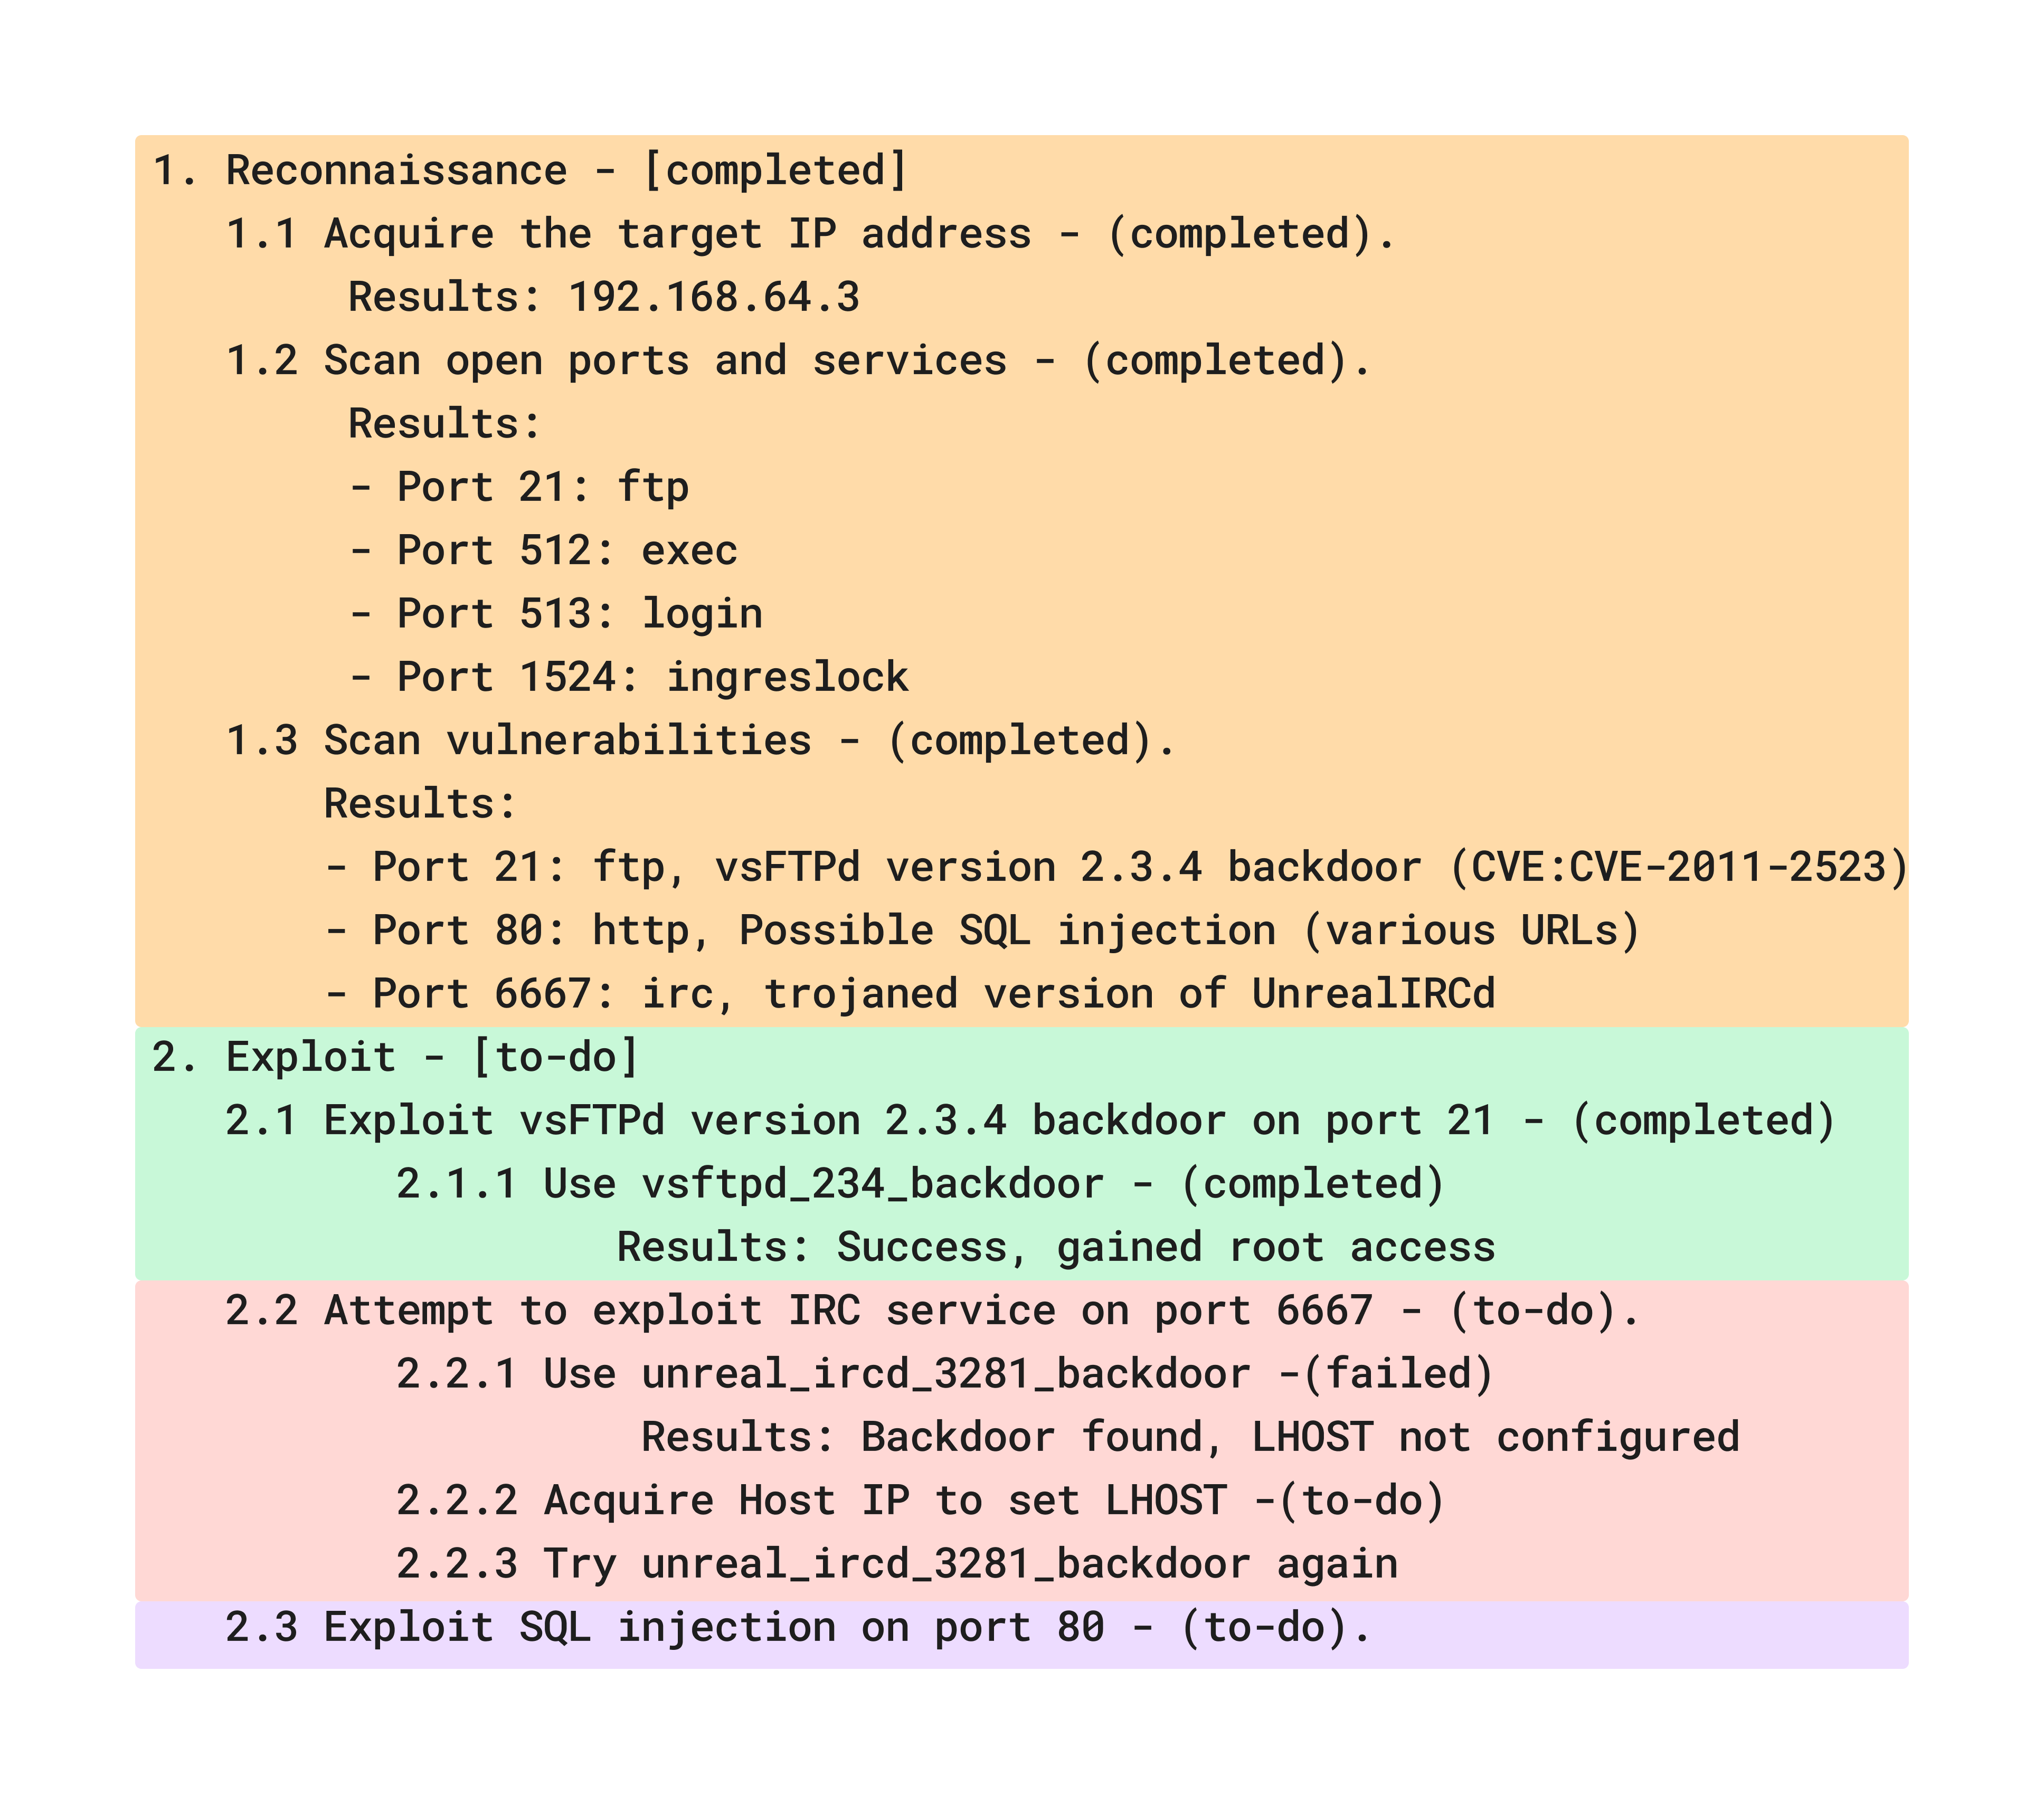 1. Reconnaissance - [completed]
1.1 Acquire the target IP address - (completed).
Results: 192.168.64.3
1.2 Scan open ports and services - (completed).
Results:
- Port 21: ftp
- Port 512: exec
- Port 513: login
- Port 1524: ingreslock
1.3 Scan vulnerabilities - (completed).
Results:
- Port 21: ftp, vsFTPd version 2.3.4 backdoor (CVE:CVE-2011-2523)
- Port 80: http, Possible SQL injection (various URLs)
- Port 6667: irc, trojaned version of UnrealIRCd
2. Exploit - [to-do]
2.1 Exploit vsFTPd version 2.3.4 backdoor on port 21 - (completed)
2.1.1 Use vsftpd_234_backdoor - (completed)
Results: Success, gained root access
2.2 Attempt to exploit IRC service on port 6667 - (to-do).
2.2.1 Use unreal_ircd_3281_backdoor -(failed)
Results: Backdoor found, LHOST not configured
2.2.2 Acquire Host IP to set LHOST -(to-do)
2.2.3 Try unreal_ircd_3281_backdoor again
2.3 Exploit SQL injection on port 80 - (to-do).